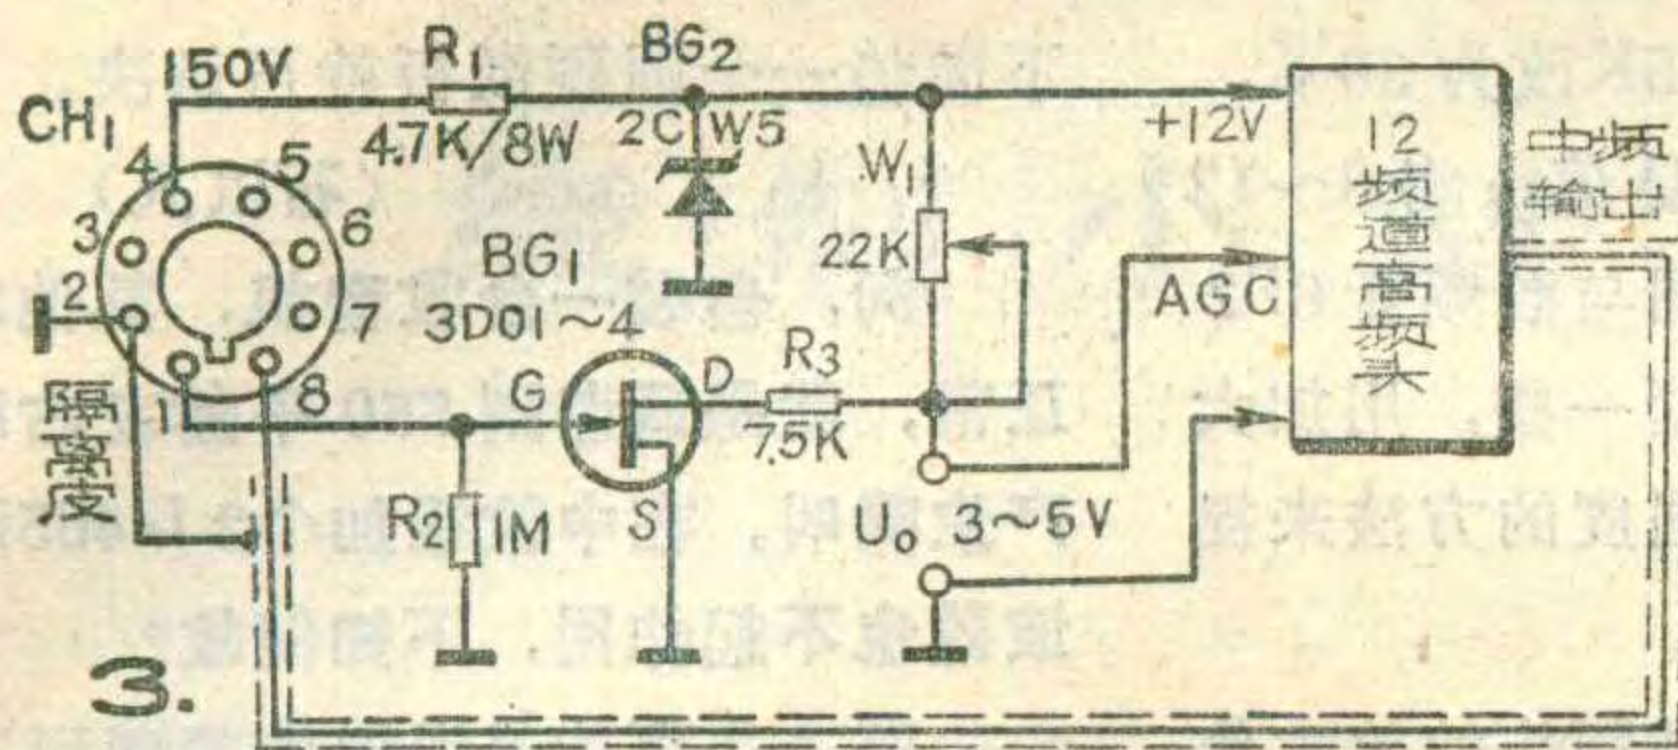 150V
R₁
BG₂
CH₁
4.7K/8W
2CW5
+12V
4
5
3
6
2
7
1
8
BG₁
3DO1~4
W₁
22K
AGC
12
频
道
高
频
头
中频
输出
隔
离
皮
G
D
S
R₃
7.5K
R₂
1M
U₀ 3~5V
3.